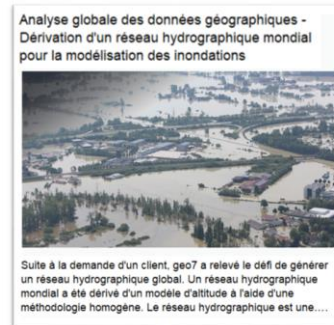 Analyse globale des données géographiques -
Dérivation d'un réseau hydrographique mondial
pour la modélisation des inondations
Suite à la demande d'un client, geo7 a relevé le défi de générer
un réseau hydrographique global. Un réseau hydrographique
mondial a été dérivé d'un modèle d'altitude à l'aide d'une
méthodologie homogène. Le réseau hydrographique est une....